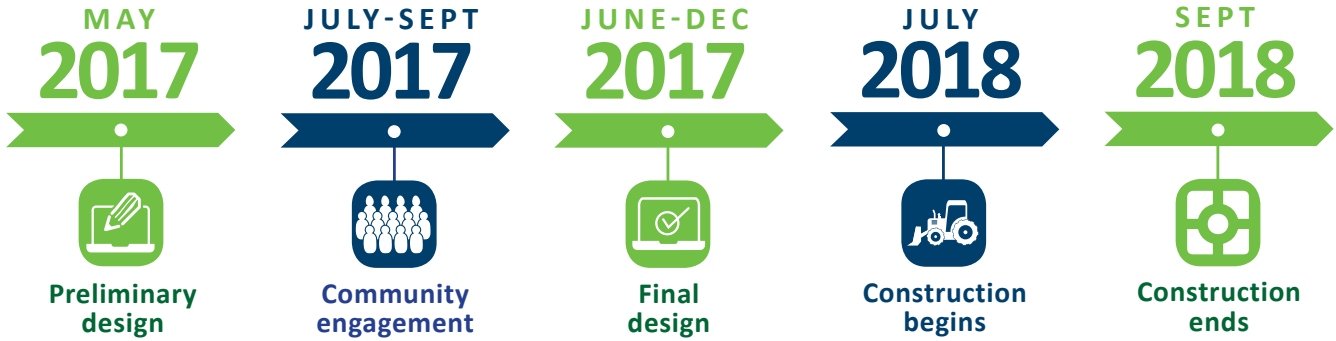 MAY
2017
Preliminary
design
JULY-SEPT
2017
Community
engagement
JUNE-DEC
2017
Final
design
JULY
2018
Construction
begins
SEPT
2018
Construction
ends